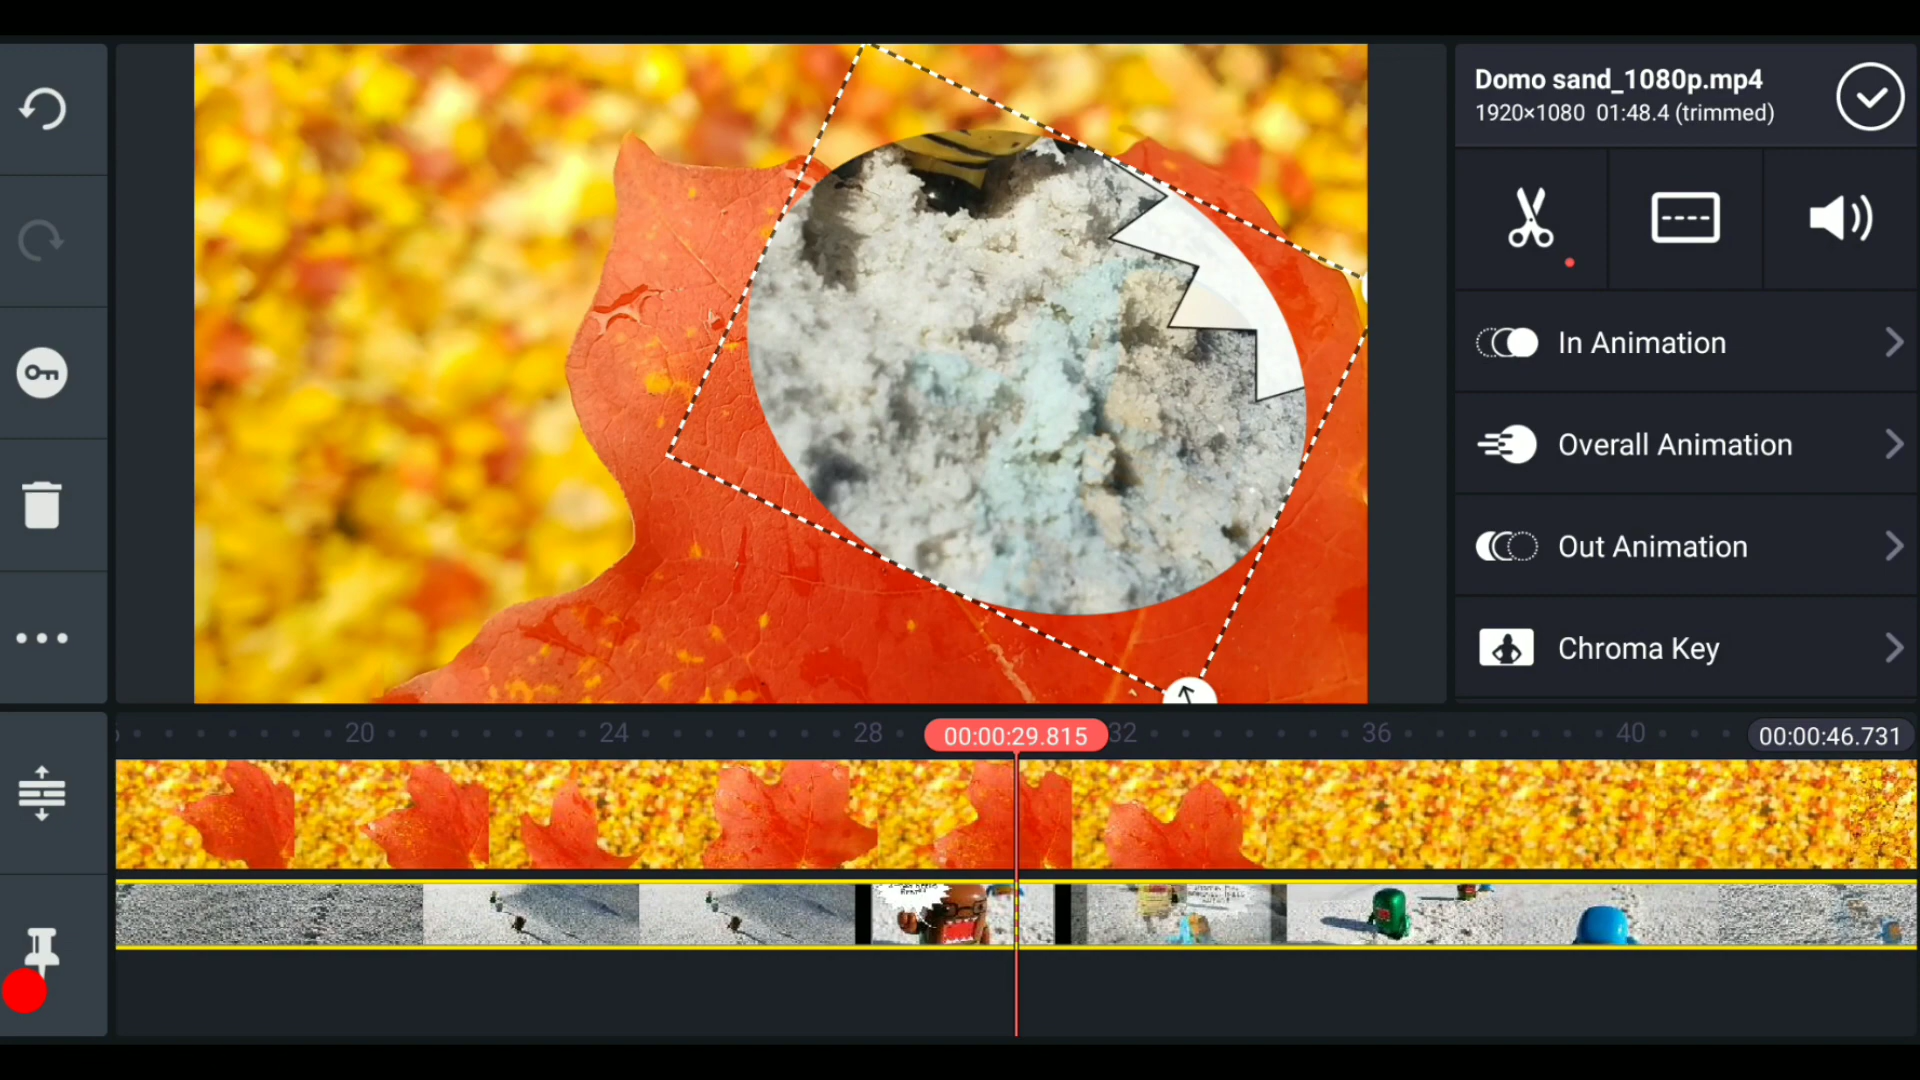 Domo sand_1080p.mp4
1920×1080 01:48.4 (trimmed)
In Animation
Overall Animation
Out Animation
Chroma Key
20 24 28 00:00:29.815 32 36 40 00:00:46.731